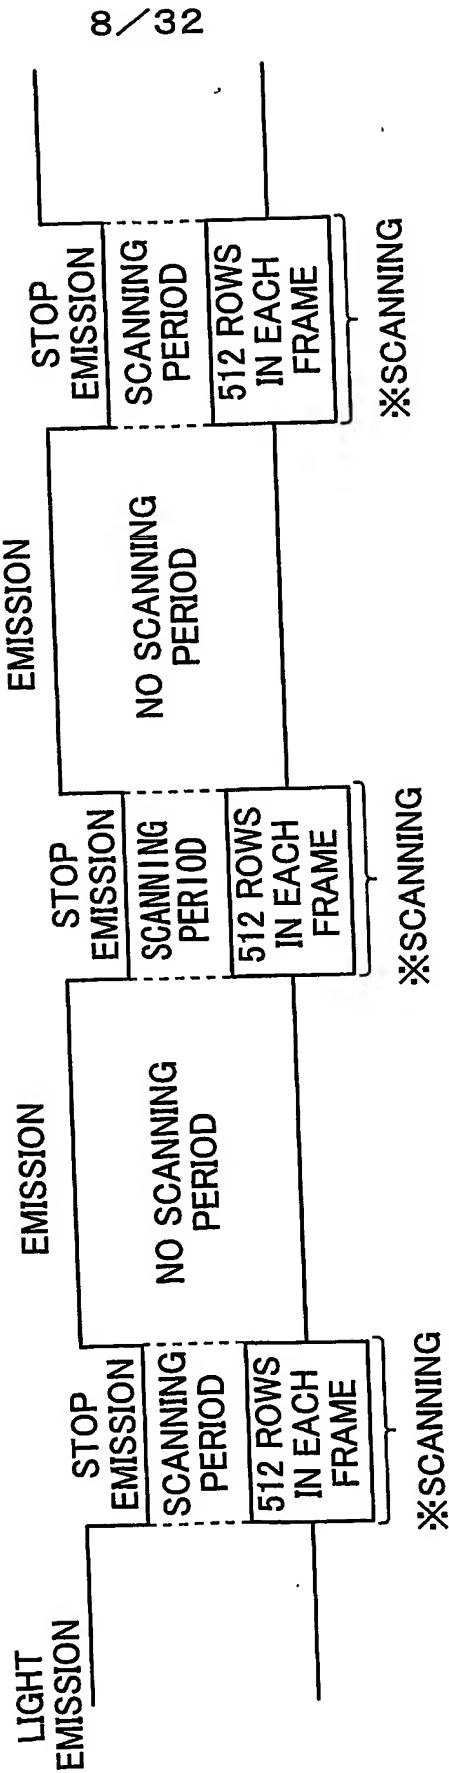 8/32
LIGHT
EMISSION
STOP
EMISSION
SCANNING
PERIOD
512 ROWS
IN EACH
FRAME
※SCANNING
EMISSION
NO SCANNING
PERIOD
STOP
EMISSION
SCANNING
PERIOD
512 ROWS
IN EACH
FRAME
※SCANNING
EMISSION
NO SCANNING
PERIOD
STOP
EMISSION
SCANNING
PERIOD
512 ROWS
IN EACH
FRAME
※SCANNING